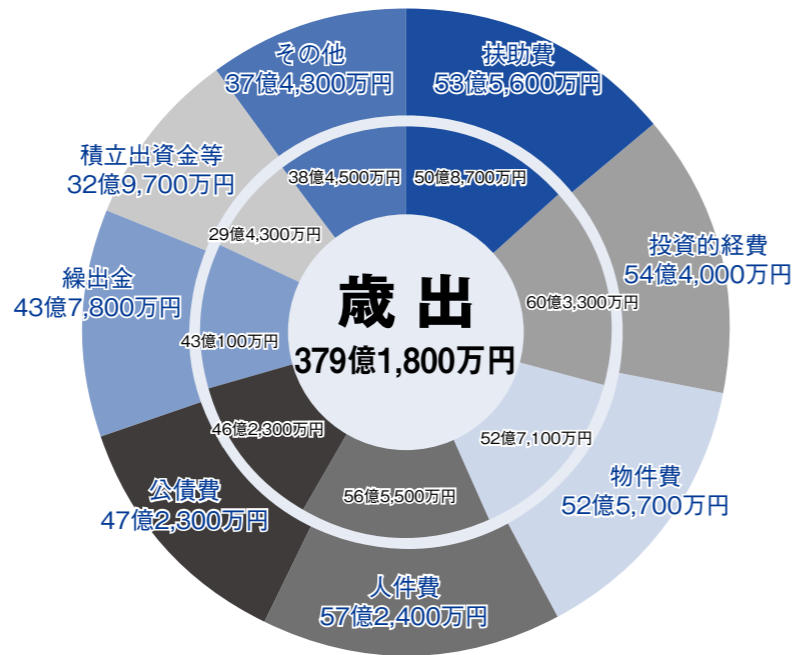 その他
37億4,300万円
扶助費
53億5,600万円
積立出資金等
32億9,700万円
38億4,500万円
50億8,700万円
29億4,300万円
投資的経費
54億4,000万円
繰出金
43億7,800万円
60億3,300万円
歳出
379億1,800万円
43億100万円
46億2,300万円
52億7,100万円
物件費
52億5,700万円
公債費
47億2,300万円
56億5,500万円
人件費
57億2,400万円